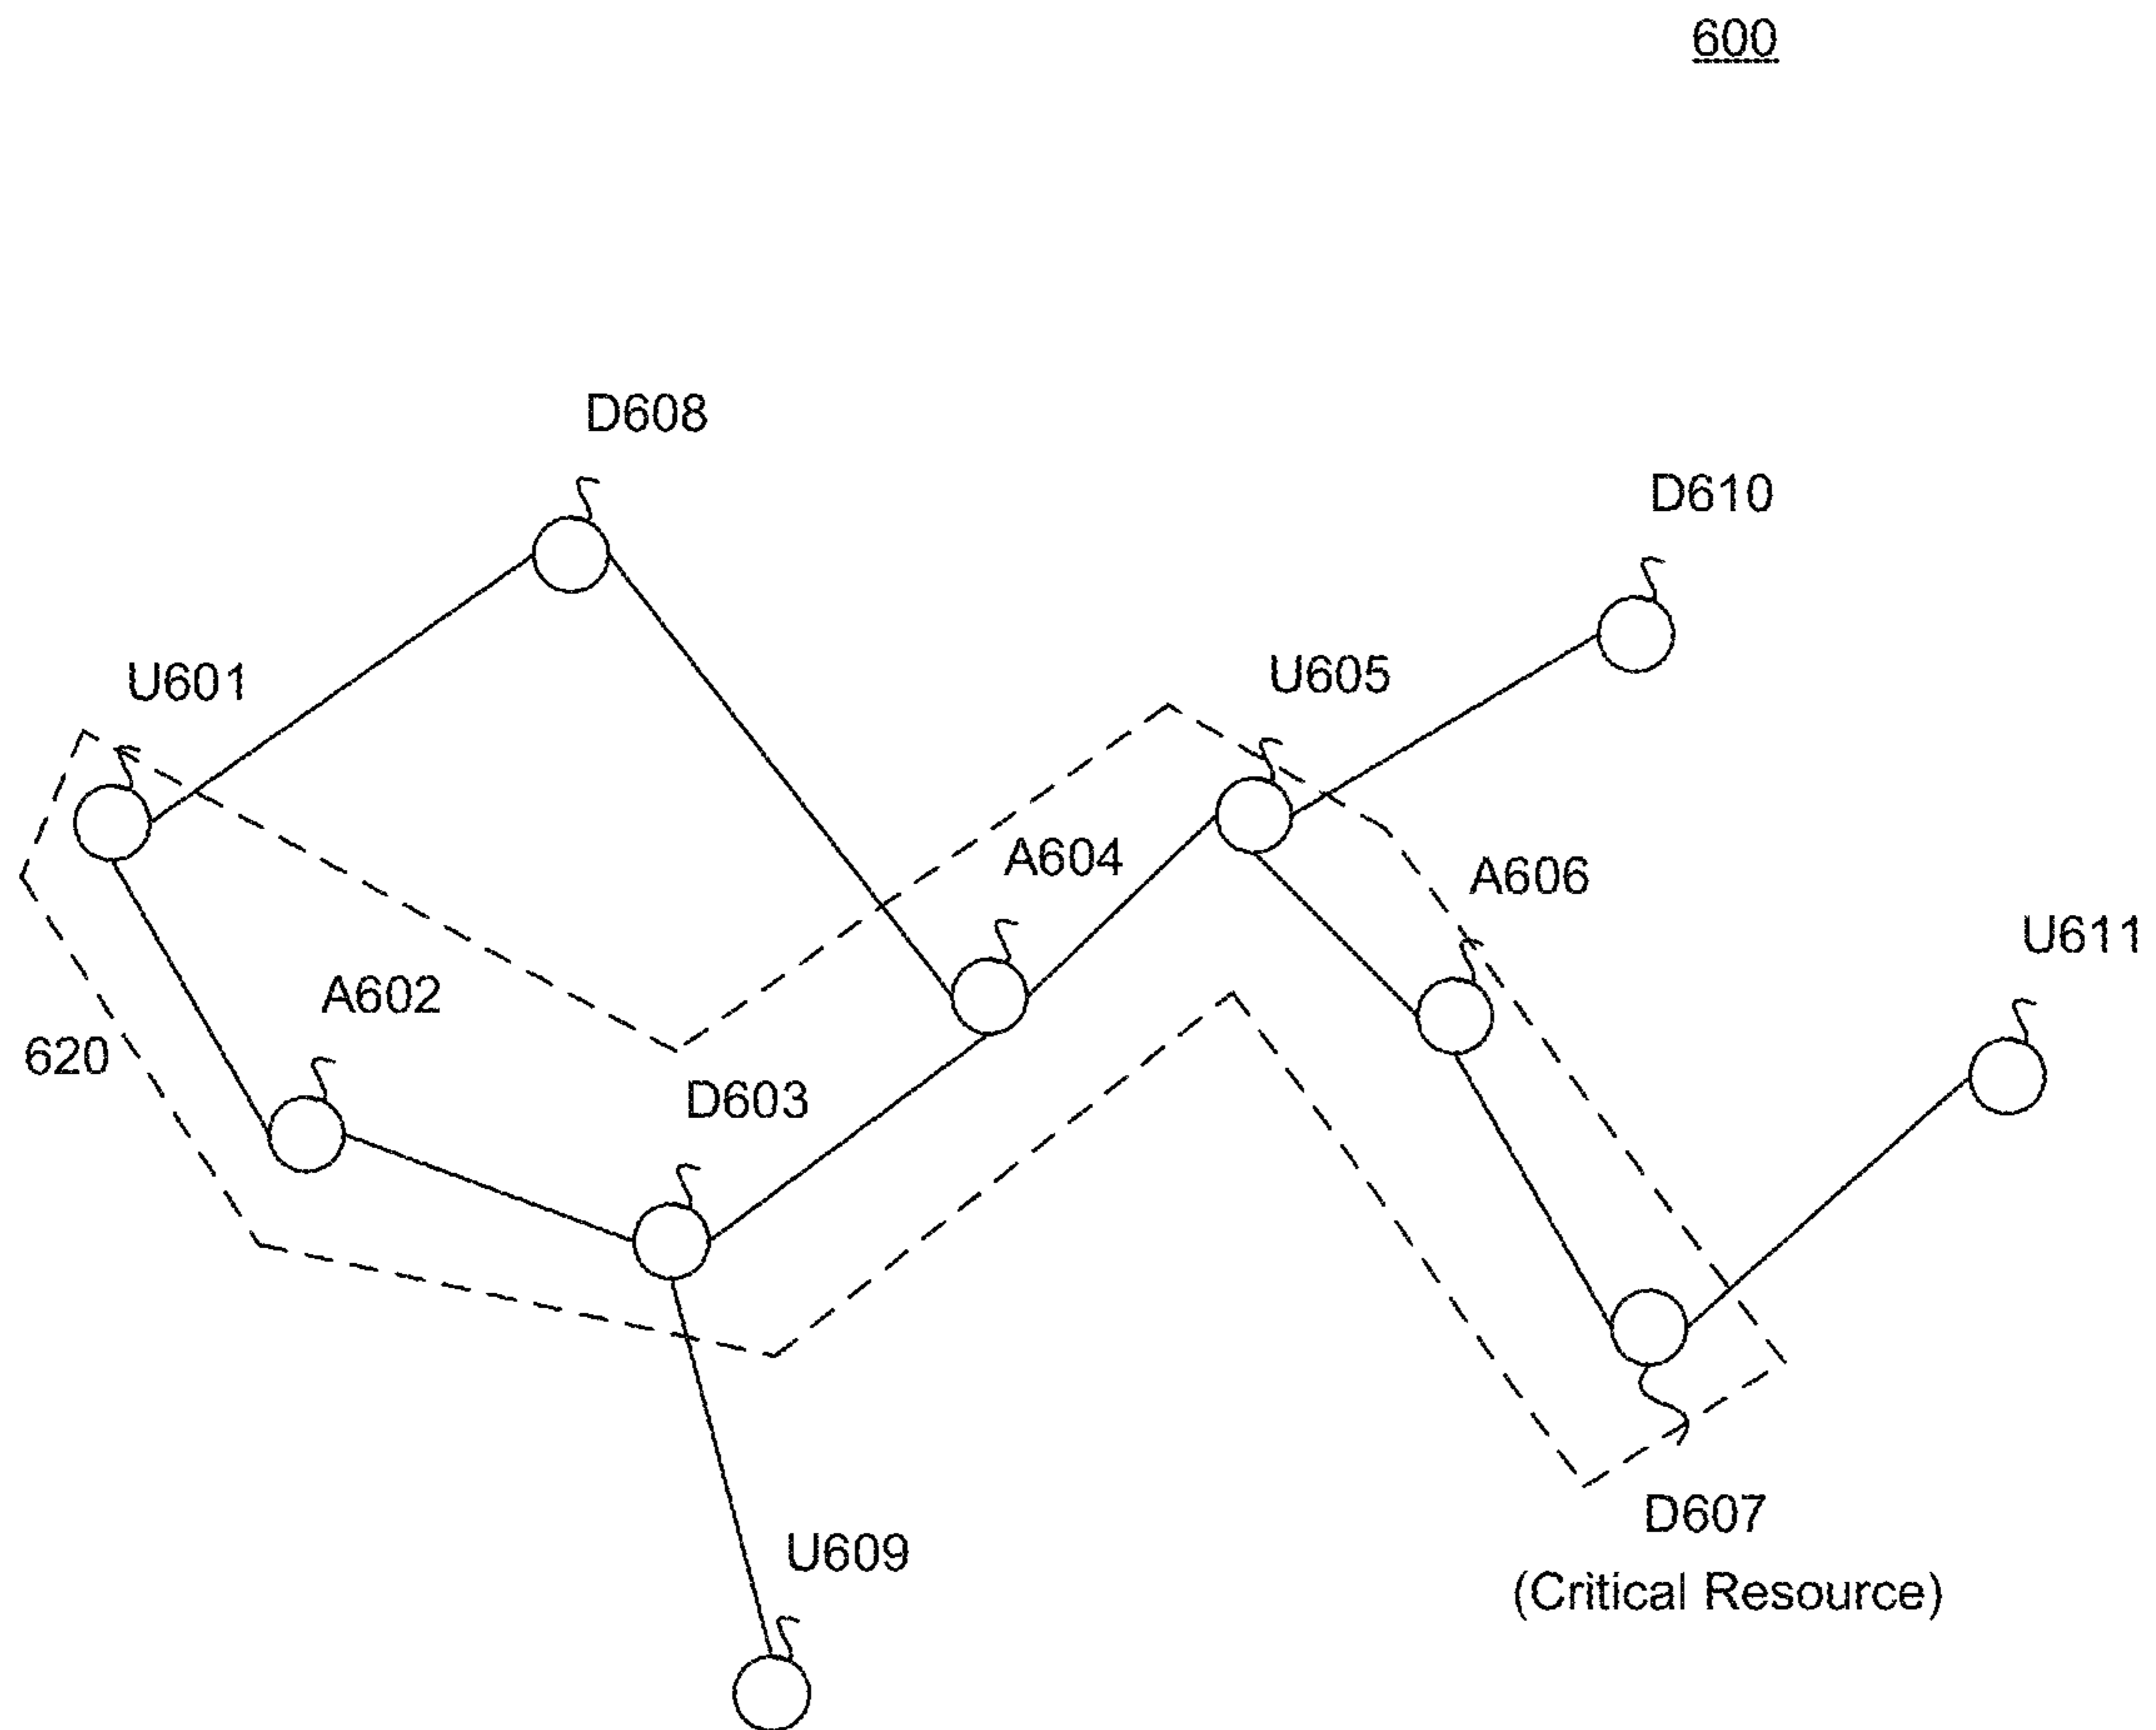 600
D608
D610
U601
U605
A604
A606
U611
A602
620
D603
D607
(Critical Resource)
U609